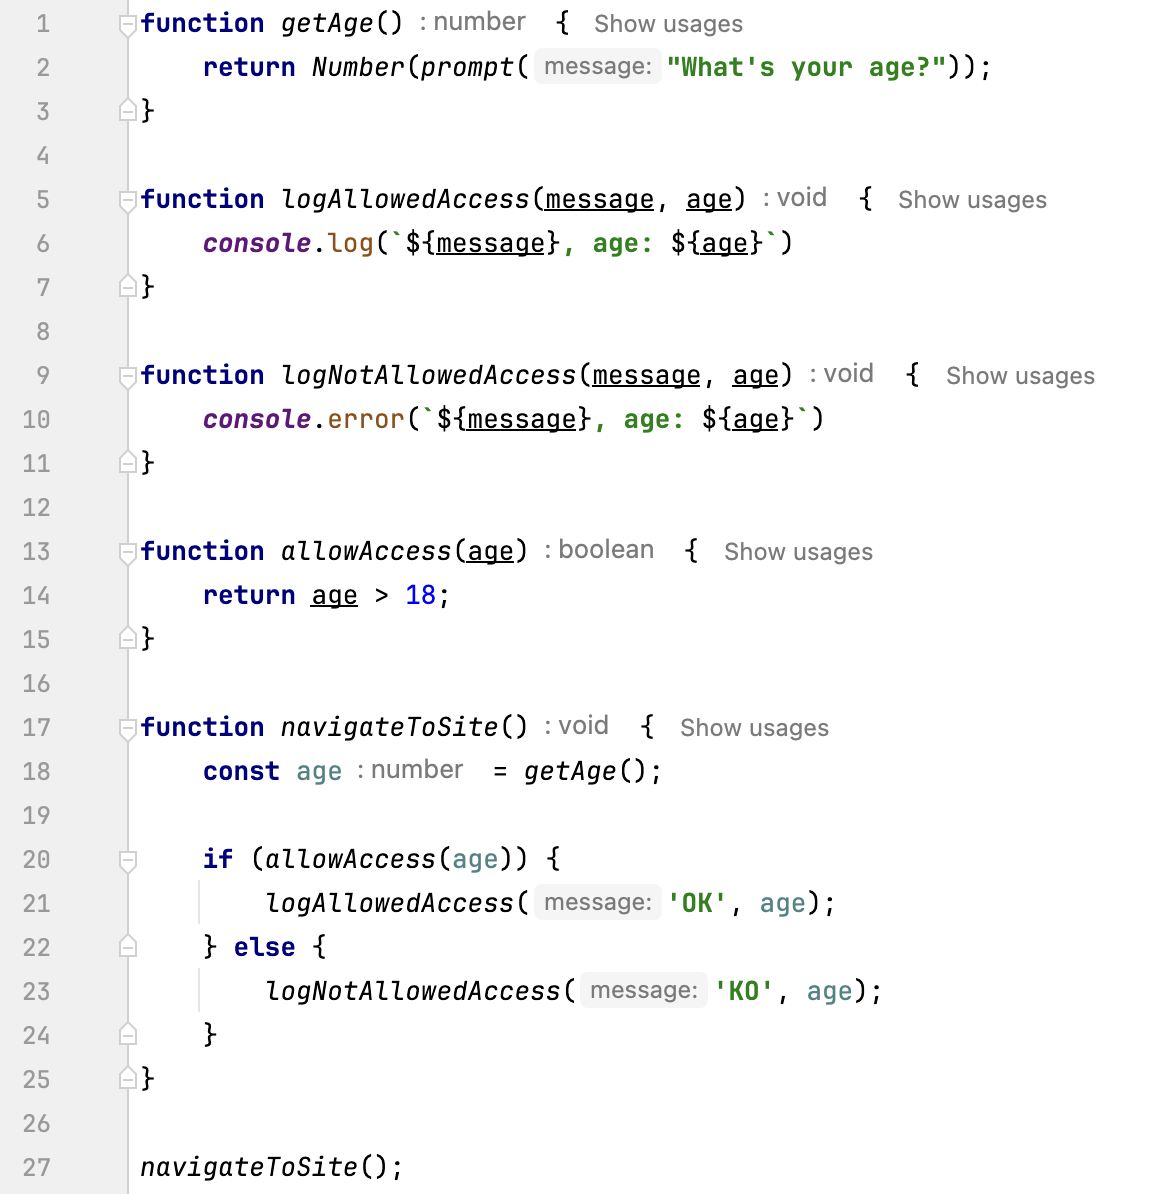 1 function getAge() : number { Show usages
2 return Number(prompt( message: "What's your age?"));
3 }
4
5 function logAllowedAccess(message, age) : void { Show usages
6 console.log(`${message}, age: ${age}`)
7 }
8
9 function logNotAllowedAccess(message, age) : void { Show usages
10 console.error(`${message}, age: ${age}`)
11 }
12
13 function allowAccess(age) : boolean { Show usages
14 return age > 18;
15 }
16
17 function navigateToSite() : void { Show usages
18 const age : number = getAge();
19
20 if (allowAccess(age)) {
21 logAllowedAccess( message: 'OK', age);
22 } else {
23 logNotAllowedAccess( message: 'KO', age);
24 }
25 }
26
27 navigateToSite();